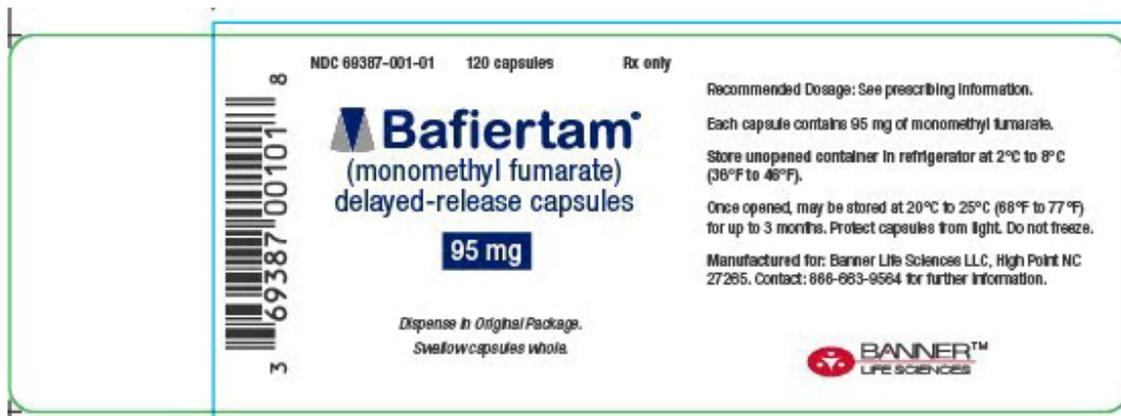 NDC 69387-001-01 120 capsules Rx only
3 69387 00101 8
Bafiertam®
(monomethyl fumarate)
delayed-release capsules
95 mg
Dispense in Original Package.
Swallow capsules whole.
Recommended Dosage: See prescribing information.
Each capsule contains 95 mg of monomethyl fumarate.
Store unopened container in refrigerator at 2°C to 8°C
(36°F to 46°F).
Once opened, may be stored at 20°C to 25°C (68°F to 77°F)
for up to 3 months. Protect capsules from light. Do not freeze.
Manufactured for: Banner Life Sciences LLC, High Point NC
27265. Contact: 866-663-9564 for further information.
BANNER™
LIFE SCIENCES